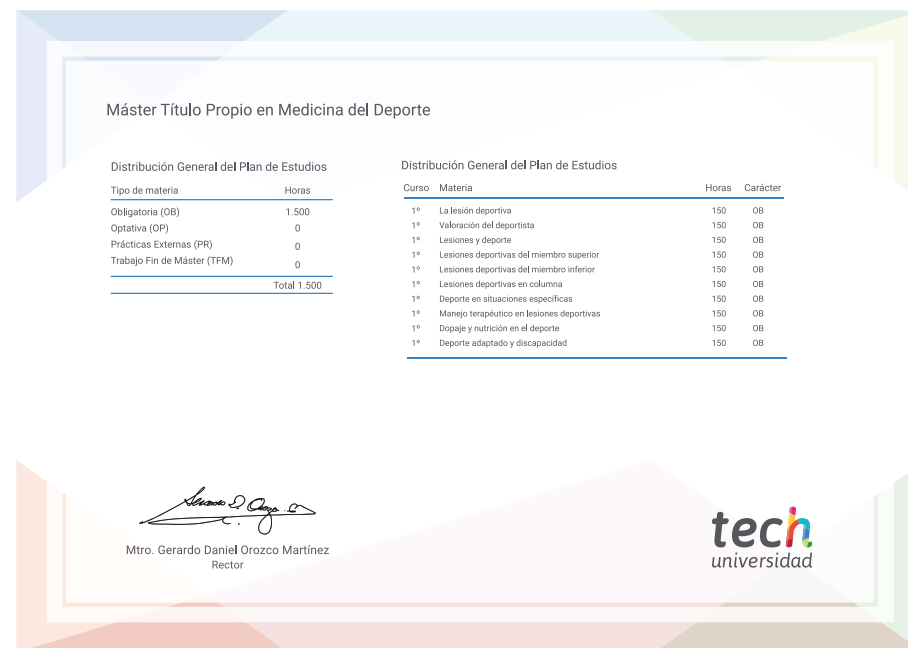 Máster Título Propio en Medicina del Deporte
Distribución General del Plan de Estudios
Tipo de materia Horas
Obligatoria (OB) 1.500
Optativa (OP) 0
Prácticas Externas (PR) 0
Trabajo Fin de Máster (TFM) 0
Total 1.500
Distribución General del Plan de Estudios
Curso Materia Horas Carácter
1º La lesión deportiva 150 OB
1º Valoración del deportista 150 OB
1º Lesiones y deporte 150 OB
1º Lesiones deportivas del miembro superior 150 OB
1º Lesiones deportivas del miembro inferior 150 OB
1º Lesiones deportivas en columna 150 OB
1º Deporte en situaciones específicas 150 OB
1º Manejo terapéutico en lesiones deportivas 150 OB
1º Dopaje y nutrición en el deporte 150 OB
1º Deporte adaptado y discapacidad 150 OB
Mtro. Gerardo Daniel Orozco Martínez
Rector
tech
universidad